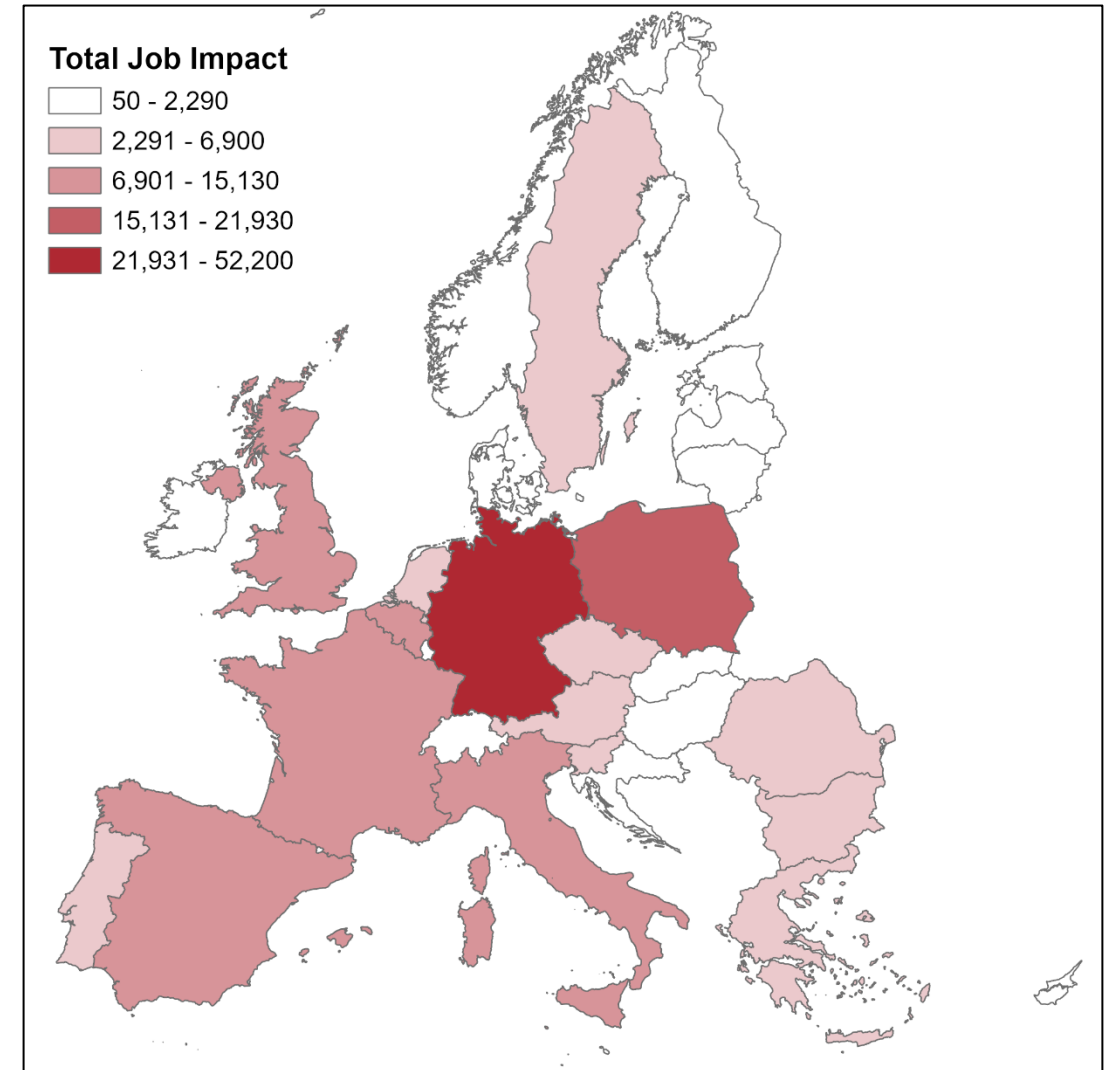 Total Job Impact
50 - 2,290
2,291 - 6,900
6,901 - 15,130
15,131 - 21,930
21,931 - 52,200